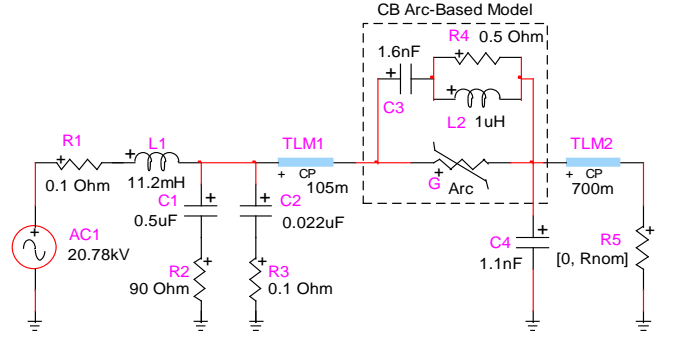 CB Arc-Based Model
R4 0.5 Ohm
1.6nF
C3
L2 1uH
R1
L1
TLM1
TLM2
0.1 Ohm
11.2mH
CP
105m
G
Arc
CP
700m
C1
C2
0.5uF
0.022uF
AC1
20.78kV
C4
1.1nF
R5
[0, Rnom]
R2
R3
90 Ohm
0.1 Ohm